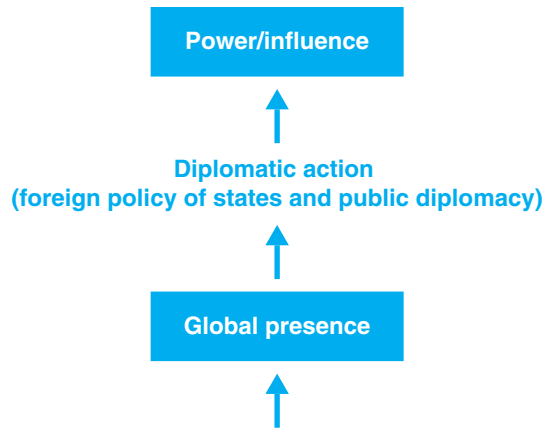 Power/influence
Diplomatic action
(foreign policy of states and public diplomacy)
Global presence